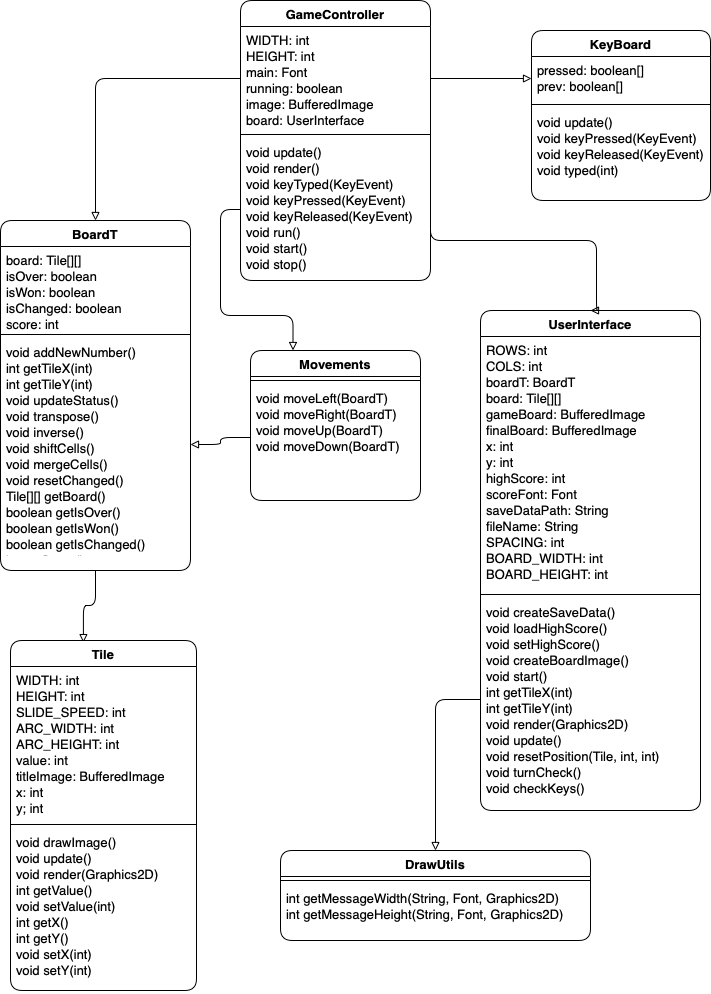 GameController
WIDTH: int
HEIGHT: int
main: Font
running: boolean
image: BufferedImage
board: UserInterface
void update()
void render()
void keyTyped(KeyEvent)
void keyPressed(KeyEvent)
void keyReleased(KeyEvent)
void run()
void start()
void stop()
KeyBoard
pressed: boolean[]
prev: boolean[]
void update()
void keyPressed(KeyEvent)
void keyReleased(KeyEvent)
void typed(int)
BoardT
board: Tile[][]
isOver: boolean
isWon: boolean
isChanged: boolean
score: int
void addNewNumber()
int getTileX(int)
int getTileY(int)
void updateStatus()
void transpose()
void inverse()
void shiftCells()
void mergeCells()
void resetChanged()
Tile[][] getBoard()
boolean getIsOver()
boolean getIsWon()
boolean getIsChanged()
Movements
void moveLeft(BoardT)
void moveRight(BoardT)
void moveUp(BoardT)
void moveDown(BoardT)
UserInterface
ROWS: int
COLS: int
boardT: BoardT
board: Tile[][]
gameBoard: BufferedImage
finalBoard: BufferedImage
x: int
y: int
highScore: int
scoreFont: Font
saveDataPath: String
fileName: String
SPACING: int
BOARD_WIDTH: int
BOARD_HEIGHT: int
void createSaveData()
void loadHighScore()
void setHighScore()
void createBoardImage()
void start()
int getTileX(int)
int getTileY(int)
void render(Graphics2D)
void update()
void resetPosition(Tile, int, int)
void turnCheck()
void checkKeys()
Tile
WIDTH: int
HEIGHT: int
SLIDE_SPEED: int
ARC_WIDTH: int
ARC_HEIGHT: int
value: int
titleImage: BufferedImage
x: int
y; int
void drawImage()
void update()
void render(Graphics2D)
int getValue()
void setValue(int)
int getX()
int getY()
void setX(int)
void setY(int)
DrawUtils
int getMessageWidth(String, Font, Graphics2D)
int getMessageHeight(String, Font, Graphics2D)